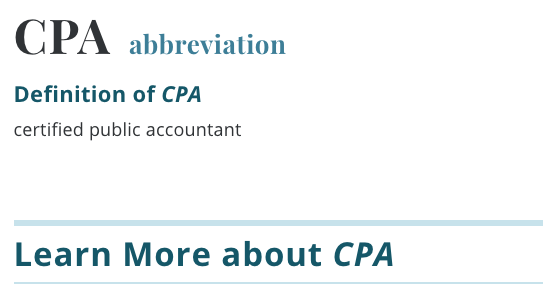 CPA abbreviation
Definition of CPA
certified public accountant
Learn More about CPA